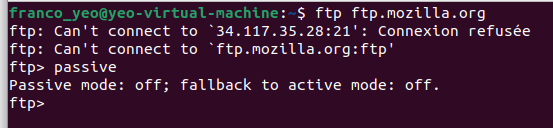 franco_yeo@yeo-virtual-machine:~$ ftp ftp.mozilla.org
ftp: Can't connect to `34.117.35.28:21': Connexion refusée
ftp: Can't connect to `ftp.mozilla.org:ftp'
ftp> passive
Passive mode: off; fallback to active mode: off.
ftp>